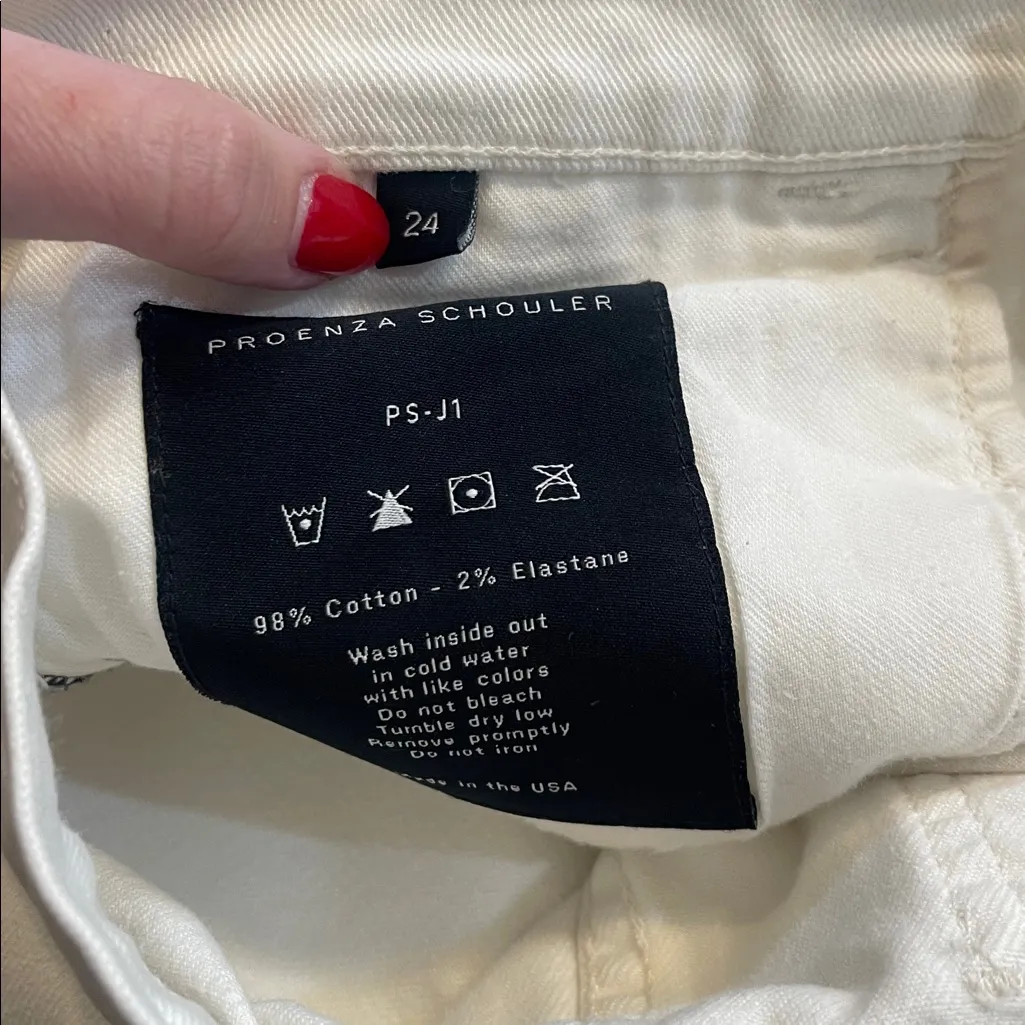 24
PROENZA SCHOULER
PS-J1
98% Cotton - 2% Elastane
Wash inside out
in cold water
with like colors
Do not bleach
Tumble dry low
Remove promptly
Do not iron
in the USA